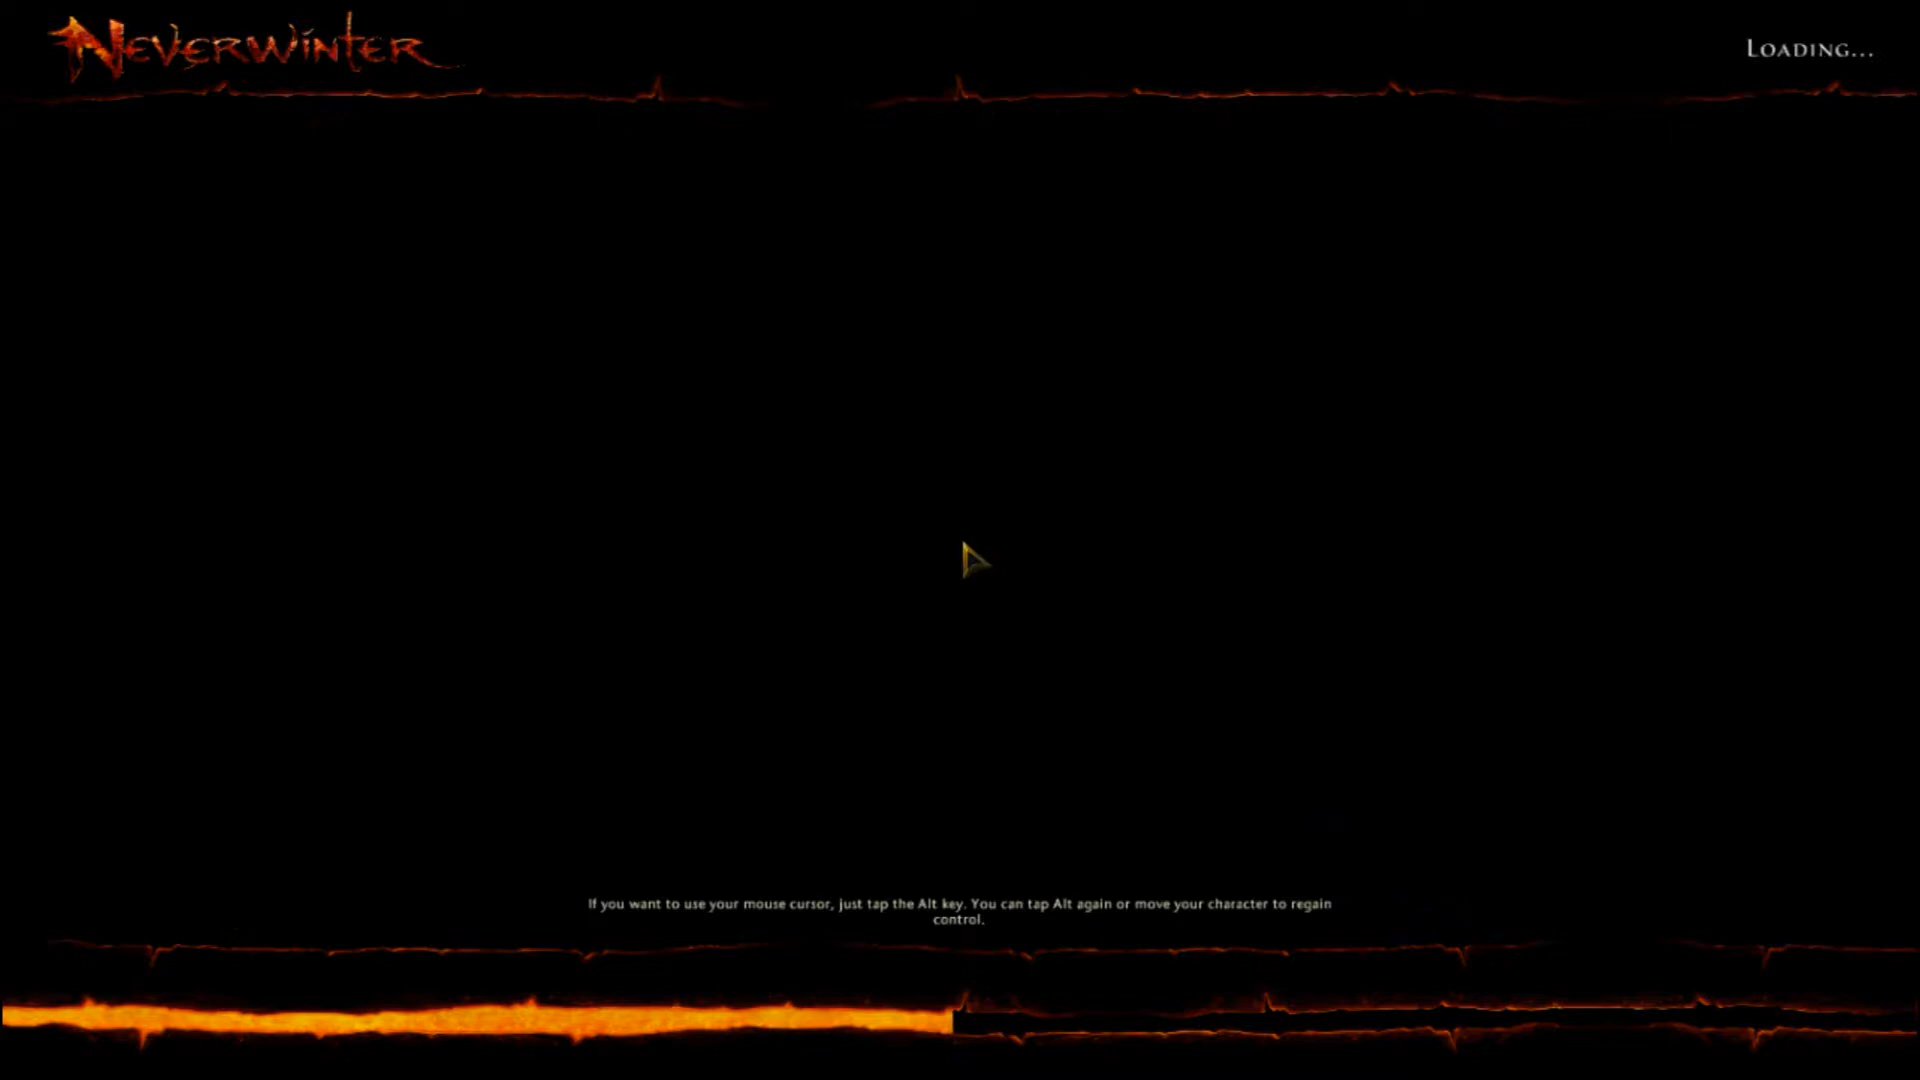 NEVERWINTER
LOADING...
If you want to use your mouse cursor, just tap the Alt key. You can tap Alt again or move your character to regain
control.